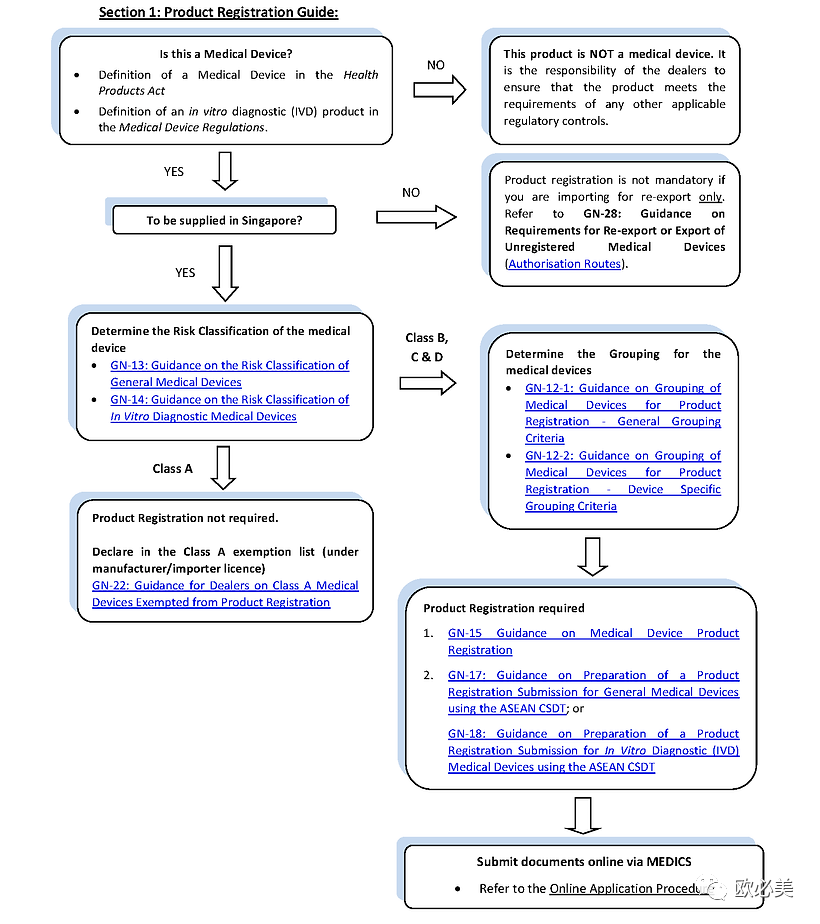 Section 1: Product Registration Guide:
Is this a Medical Device?
• Definition of a Medical Device in the Health
Products Act
• Definition of an in vitro diagnostic (IVD) product in
the Medical Device Regulations.
NO
This product is NOT a medical device. It
is the responsibility of the dealers to
ensure that the product meets the
requirements of any other applicable
regulatory controls.
YES
To be supplied in Singapore?
NO
Product registration is not mandatory if
you are importing for re-export only.
Refer to GN-28: Guidance on
Requirements for Re-export or Export of
Unregistered Medical Devices
(Authorisation Routes).
YES
Determine the Risk Classification of the medical
device
• GN-13: Guidance on the Risk Classification of
General Medical Devices
• GN-14: Guidance on the Risk Classification of
In Vitro Diagnostic Medical Devices
Class B,
C & D
Determine the Grouping for the
medical devices
• GN-12-1: Guidance on Grouping of
Medical Devices for Product
Registration - General Grouping
Criteria
• GN-12-2: Guidance on Grouping of
Medical Devices for Product
Registration - Device Specific
Grouping Criteria
Class A
Product Registration not required.
Declare in the Class A exemption list (under
manufacturer/importer licence)
GN-22: Guidance for Dealers on Class A Medical
Devices Exempted from Product Registration
Product Registration required
1. GN-15 Guidance on Medical Device Product
Registration
2. GN-17: Guidance on Preparation of a Product
Registration Submission for General Medical Devices
using the ASEAN CSDT; or
GN-18: Guidance on Preparation of a Product
Registration Submission for In Vitro Diagnostic (IVD)
Medical Devices using the ASEAN CSDT
Submit documents online via MEDICS
• Refer to the Online Application
欧必美